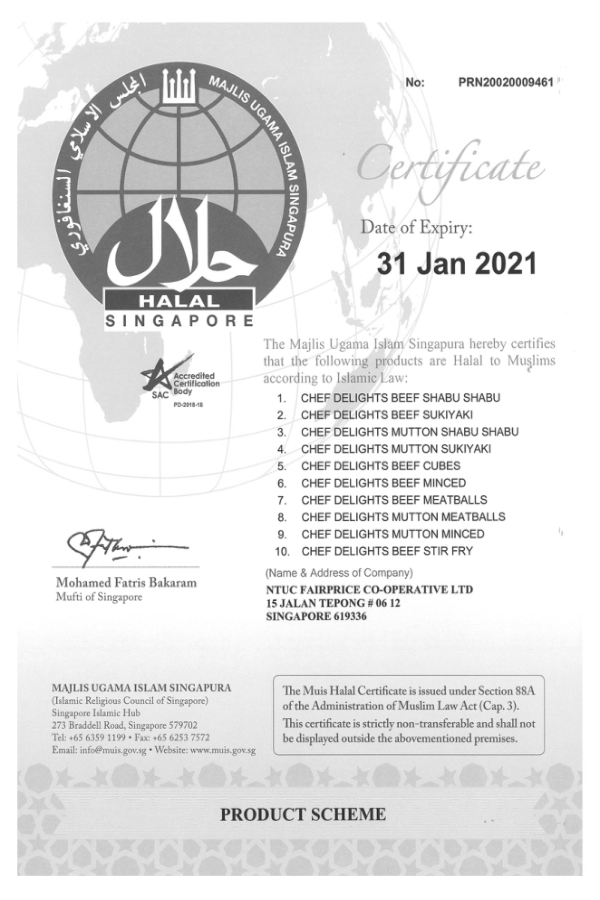 No: PRN20020009461
المجلس الاسلامي السنغافوري
MAJLIS UGAMA ISLAM SINGAPURA
حلال
HALAL
SINGAPORE
Certificate
Date of Expiry:
31 Jan 2021
SAC
Accredited
Certification
Body
PD-2018-18
The Majlis Ugama Islam Singapura hereby certifies
that the following products are Halal to Muslims
according to Islamic Law:
1. CHEF DELIGHTS BEEF SHABU SHABU
2. CHEF DELIGHTS BEEF SUKIYAKI
3. CHEF DELIGHTS MUTTON SHABU SHABU
4. CHEF DELIGHTS MUTTON SUKIYAKI
5. CHEF DELIGHTS BEEF CUBES
6. CHEF DELIGHTS BEEF MINCED
7. CHEF DELIGHTS BEEF MEATBALLS
8. CHEF DELIGHTS MUTTON MEATBALLS
9. CHEF DELIGHTS MUTTON MINCED
10. CHEF DELIGHTS BEEF STIR FRY
(Name & Address of Company)
NTUC FAIRPRICE CO-OPERATIVE LTD
15 JALAN TEPONG # 06 12
SINGAPORE 619336
Mohamed Fatris Bakaram
Mufti of Singapore
MAJLIS UGAMA ISLAM SINGAPURA
(Islamic Religious Council of Singapore)
Singapore Islamic Hub
273 Braddell Road, Singapore 579702
Tel: +65 6359 1199 • Fax: +65 6253 7572
Email: info@muis.gov.sg • Website: www.muis.gov.sg
The Muis Halal Certificate is issued under Section 88A
of the Administration of Muslim Law Act (Cap. 3).
This certificate is strictly non-transferable and shall not
be displayed outside the abovementioned premises.
PRODUCT SCHEME